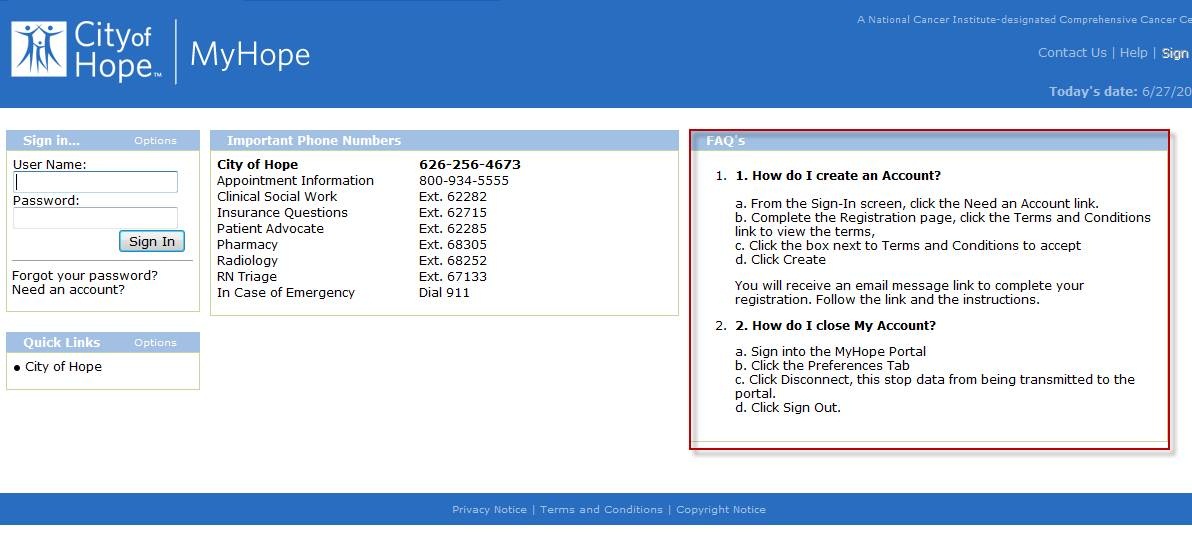 A National Cancer Institute-designated Comprehensive Cancer Ce
City of
Hope™
MyHope
Contact Us | Help | Sign
Today's date: 6/27/20
Sign in... Options
User Name:
Password:
Sign In
Forgot your password?
Need an account?
Quick Links Options
● City of Hope
Important Phone Numbers
City of Hope 626-256-4673
Appointment Information 800-934-5555
Clinical Social Work Ext. 62282
Insurance Questions Ext. 62715
Patient Advocate Ext. 62285
Pharmacy Ext. 68305
Radiology Ext. 68252
RN Triage Ext. 67133
In Case of Emergency Dial 911
FAQ's
1. 1. How do I create an Account?
a. From the Sign-In screen, click the Need an Account link.
b. Complete the Registration page, click the Terms and Conditions
link to view the terms,
c. Click the box next to Terms and Conditions to accept
d. Click Create
You will receive an email message link to complete your
registration. Follow the link and the instructions.
2. 2. How do I close My Account?
a. Sign into the MyHope Portal
b. Click the Preferences Tab
c. Click Disconnect, this stop data from being transmitted to the
portal.
d. Click Sign Out.
Privacy Notice | Terms and Conditions | Copyright Notice